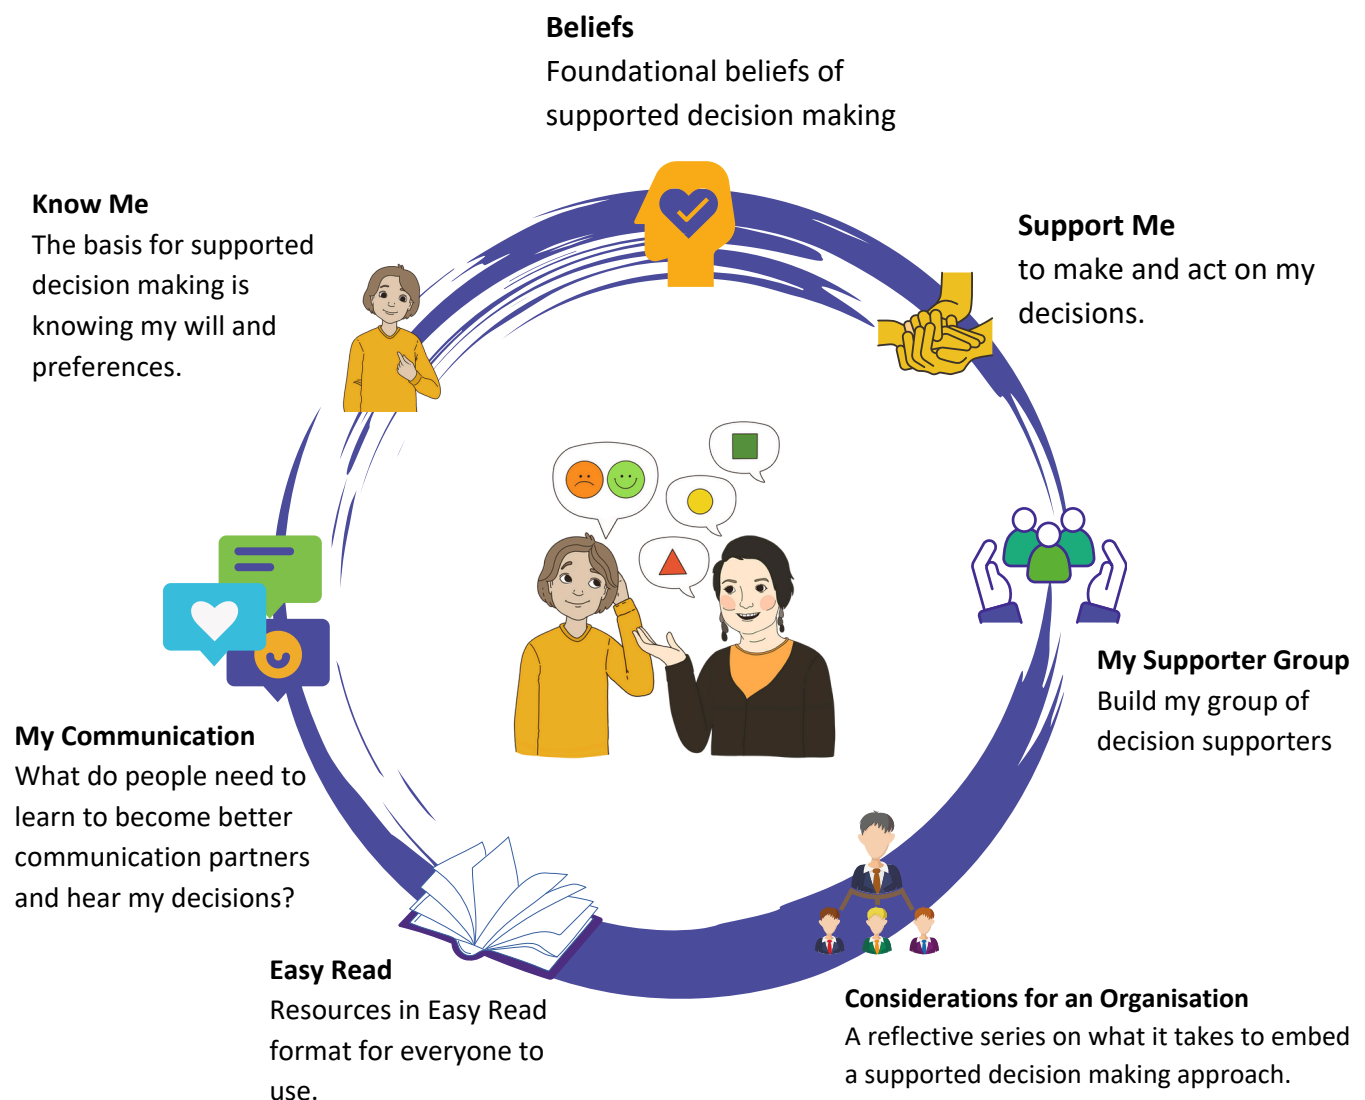 Beliefs
Foundational beliefs of
supported decision making
Know Me
The basis for supported
decision making is
knowing my will and
preferences.
Support Me
to make and act on my
decisions.
My Supporter Group
Build my group of
decision supporters
My Communication
What do people need to
learn to become better
communication partners
and hear my decisions?
Easy Read
Resources in Easy Read
format for everyone to
use.
Considerations for an Organisation
A reflective series on what it takes to embed
a supported decision making approach.